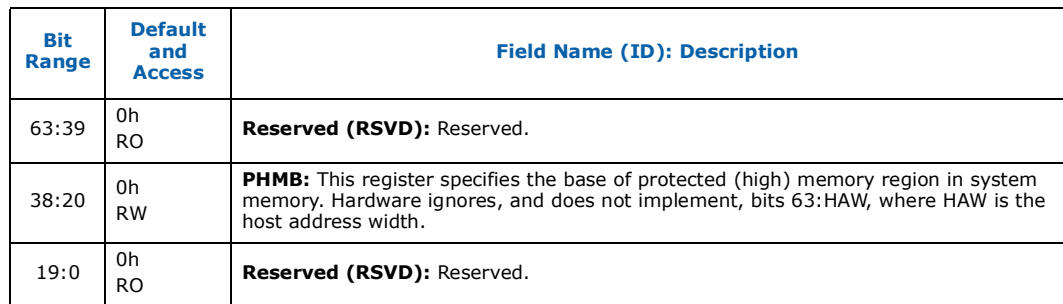 Bit Range
Default and Access
Field Name (ID): Description
63:39
0h
RO
Reserved (RSVD): Reserved.
38:20
0h
RW
PHMB: This register specifies the base of protected (high) memory region in system
memory. Hardware ignores, and does not implement, bits 63:HAW, where HAW is the
host address width.
19:0
0h
RO
Reserved (RSVD): Reserved.